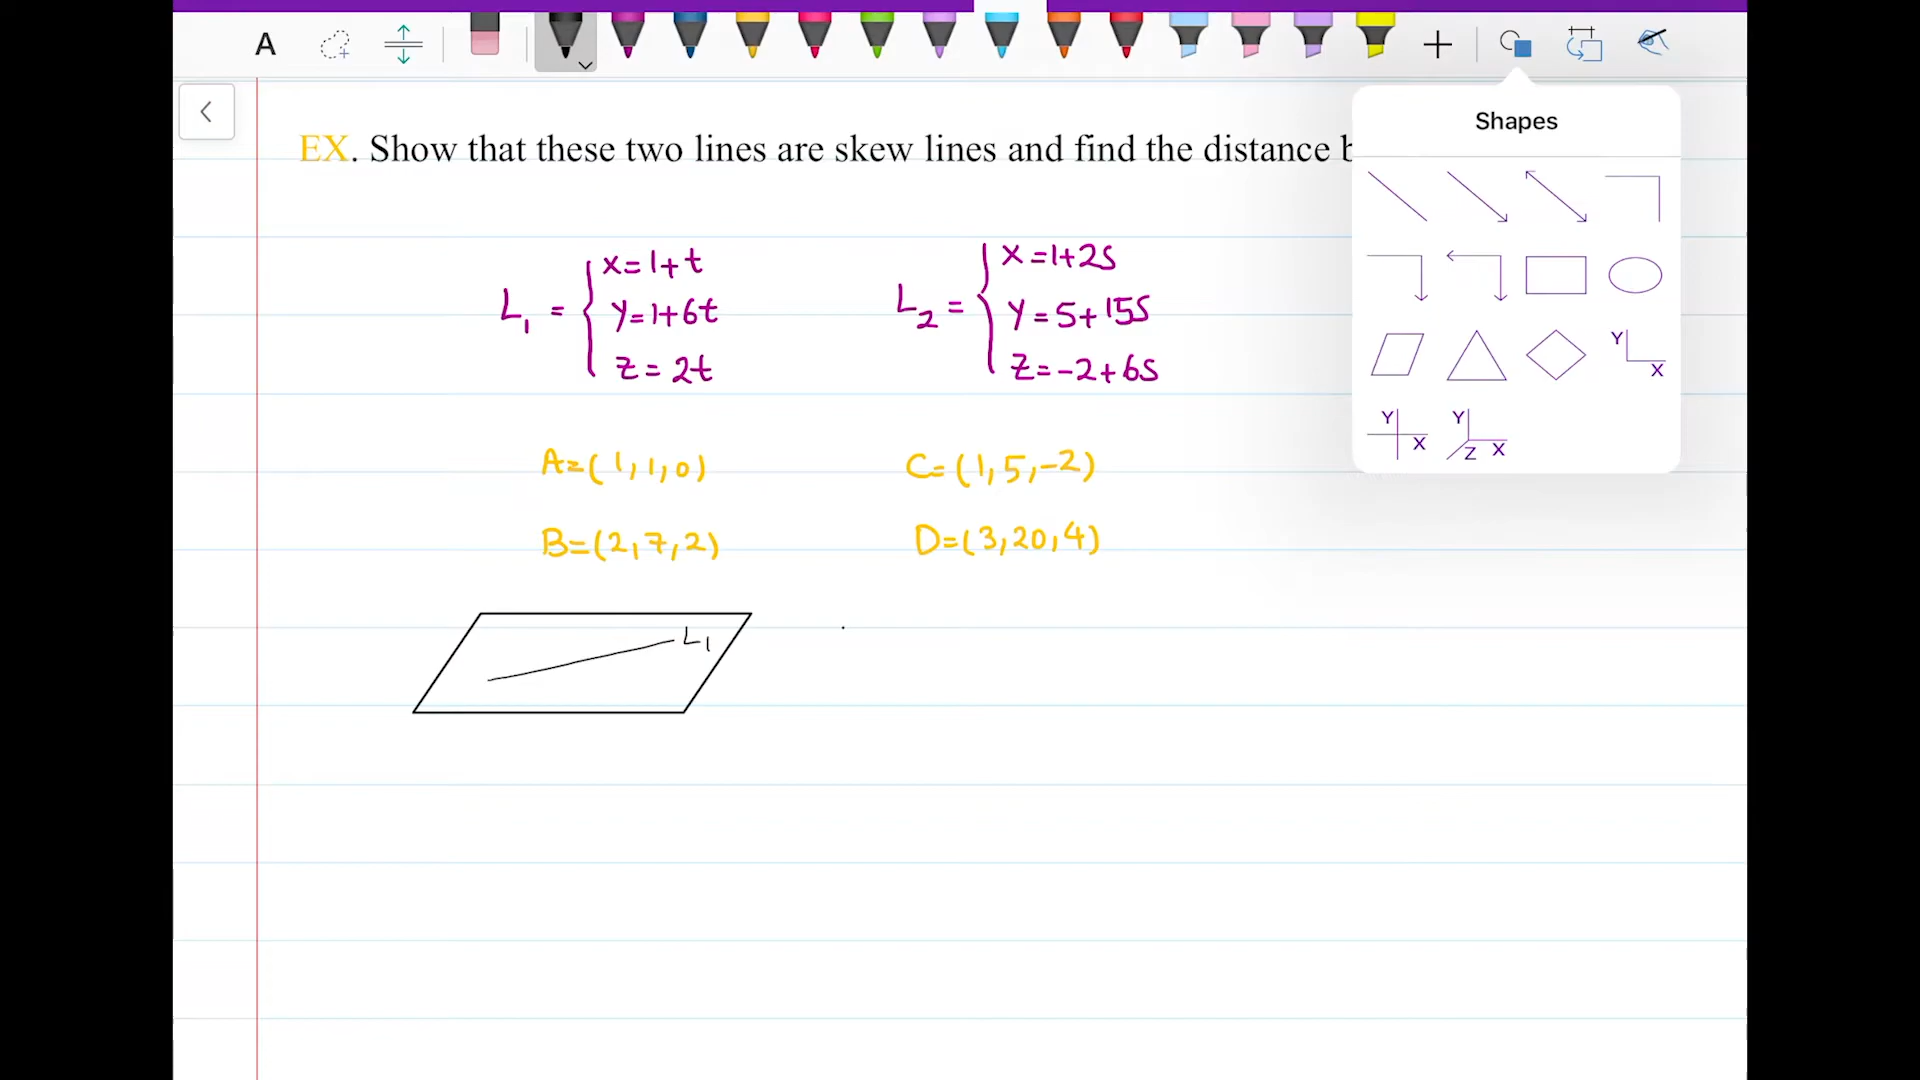 A
Shapes
EX. Show that these two lines are skew lines and find the distance
L1 = { x=1+t
y=1+6t
z=2t
L2 = { x=1+2s
y=5+15s
z=-2+6s
Y X
Y X
Y Z X
A=(1,1,0)
C=(1,5,-2)
B=(2,7,2)
D=(3,20,4)
L1